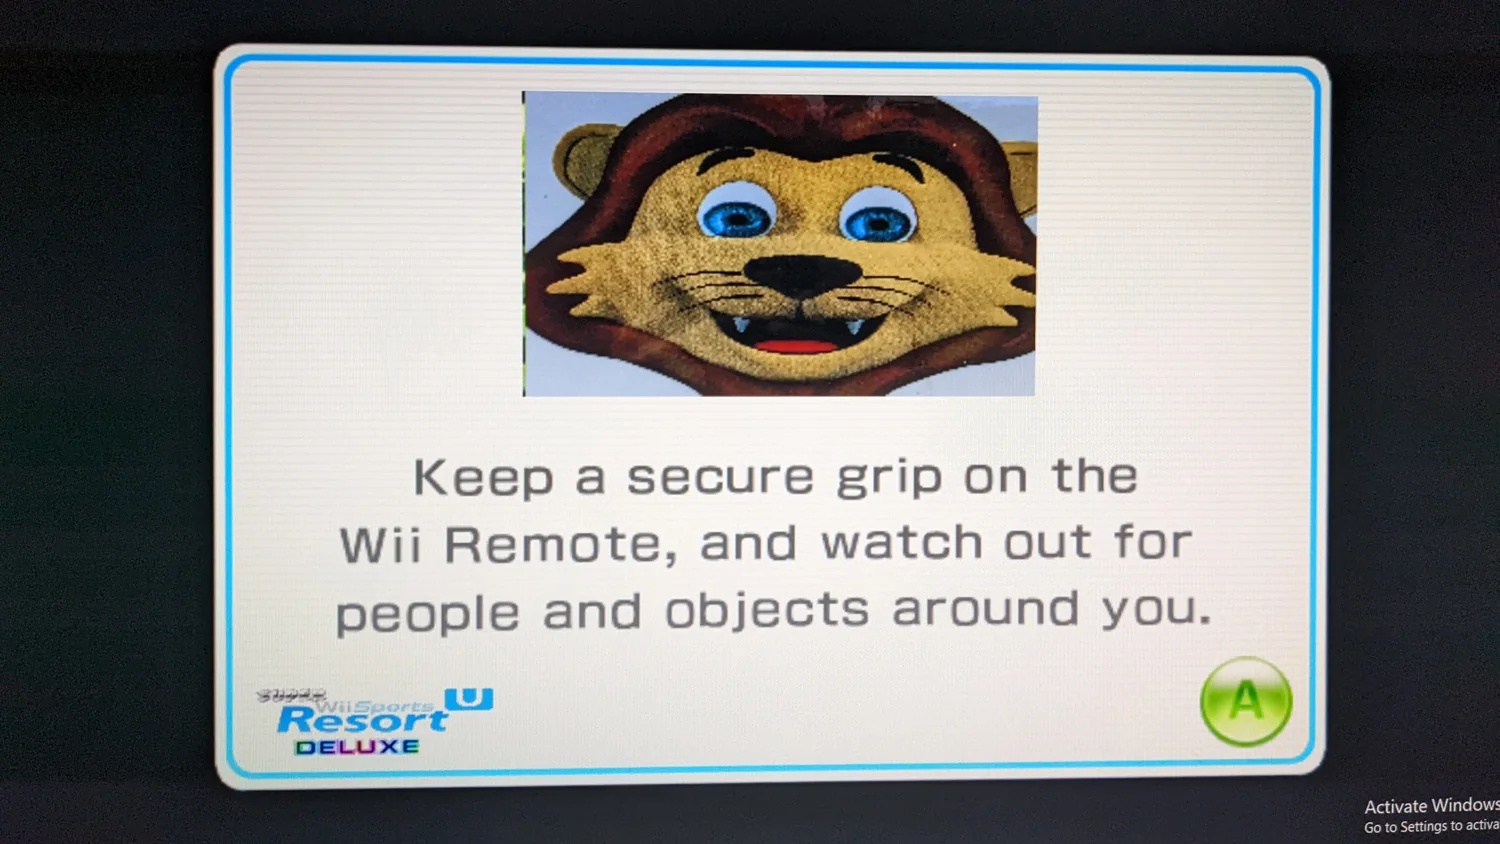 Keep a secure grip on the
Wii Remote, and watch out for
people and objects around you.
SUPER
WiiSports U
Resort
DELUXE
A
Activate Windows
Go to Settings to activa